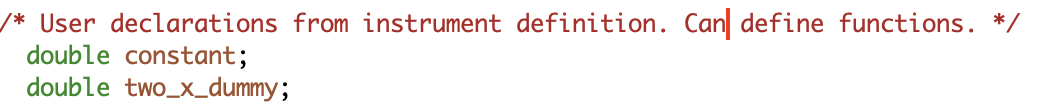 /* User declarations from instrument definition. Can define functions. */
double constant;
double two_x_dummy;